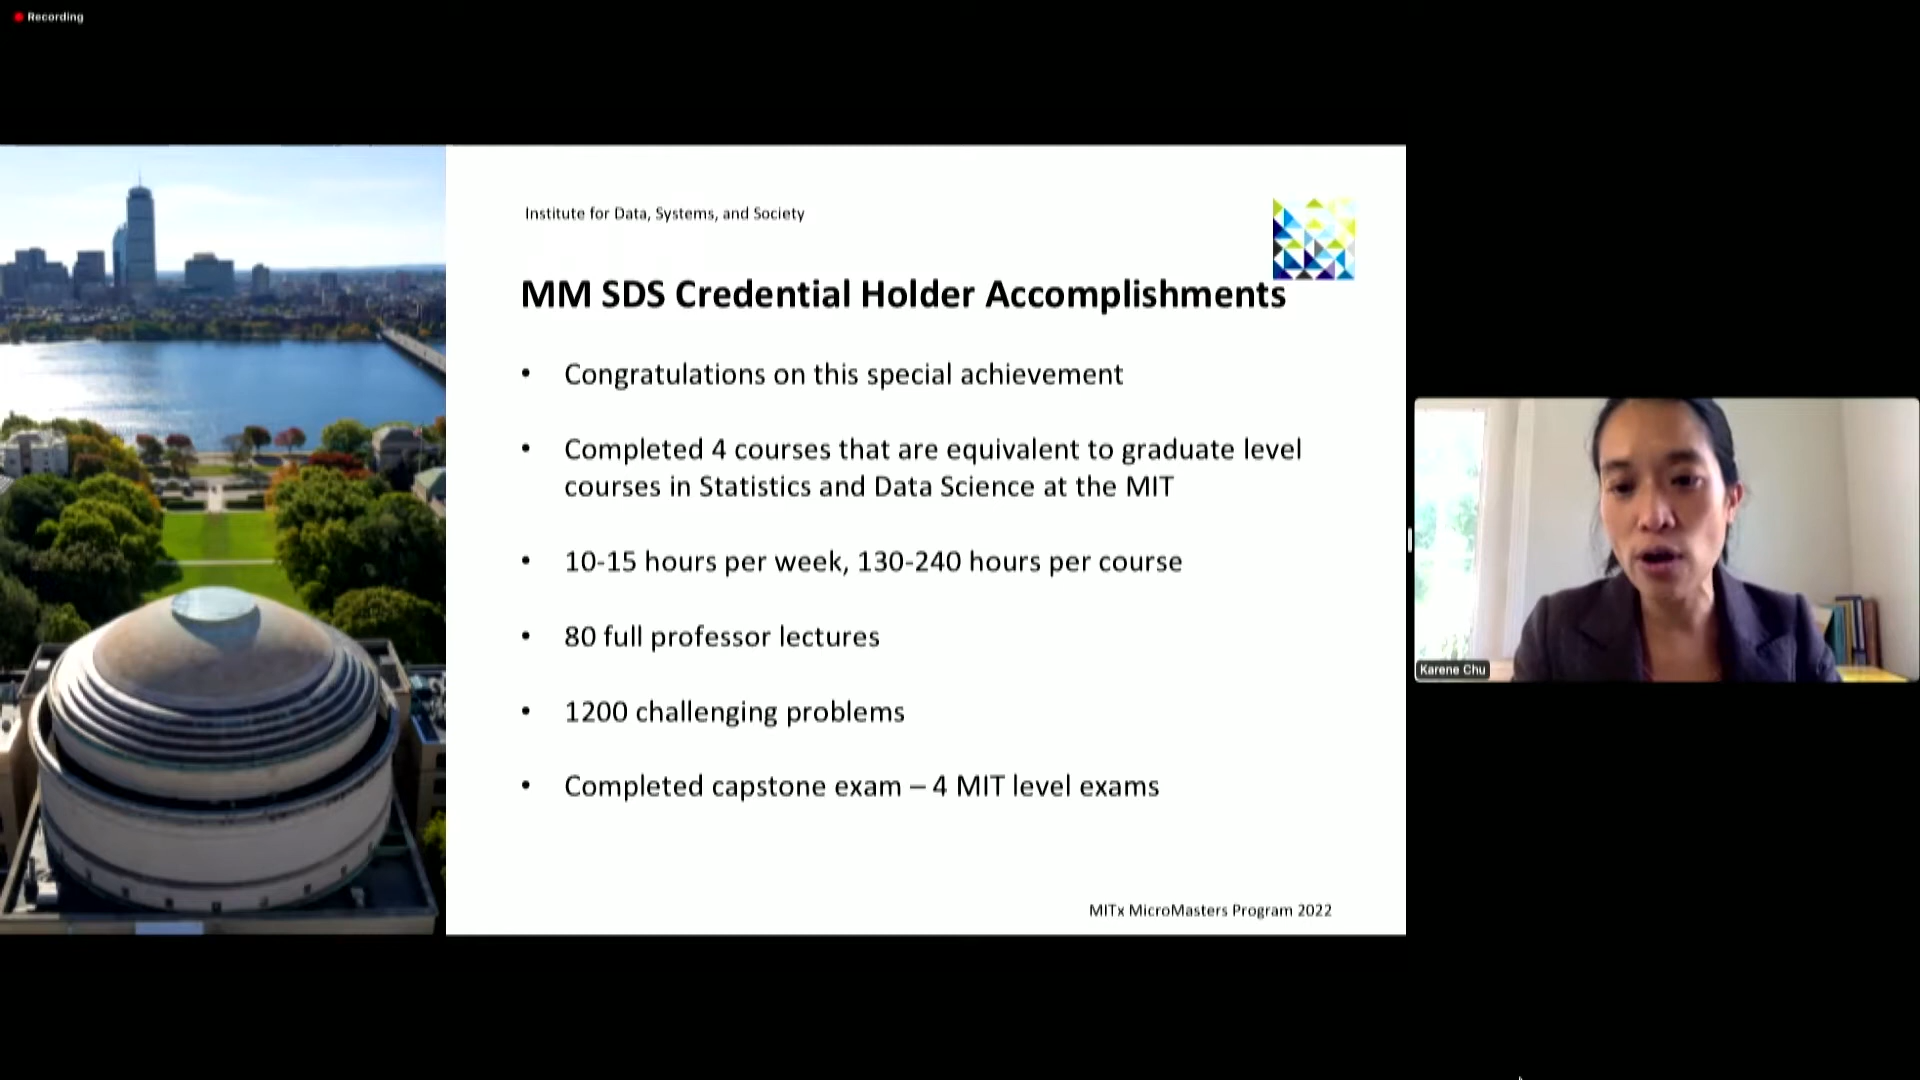 Recording
Institute for Data, Systems, and Society
MM SDS Credential Holder Accomplishments
• Congratulations on this special achievement
• Completed 4 courses that are equivalent to graduate level
courses in Statistics and Data Science at the MIT
• 10-15 hours per week, 130-240 hours per course
• 80 full professor lectures
• 1200 challenging problems
• Completed capstone exam – 4 MIT level exams
MITx MicroMasters Program 2022
Karene Chu